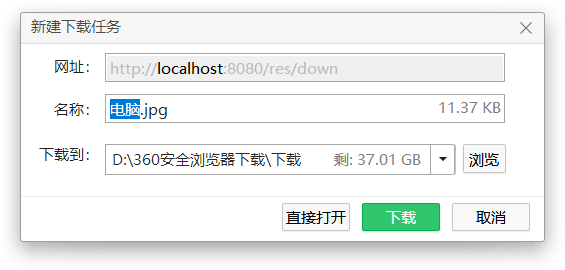 新建下载任务
网址： http://localhost:8080/res/down
名称： 电脑.jpg 11.37 KB
下载到： D:\360安全浏览器下载\下载 剩: 37.01 GB 浏览
直接打开 下载 取消